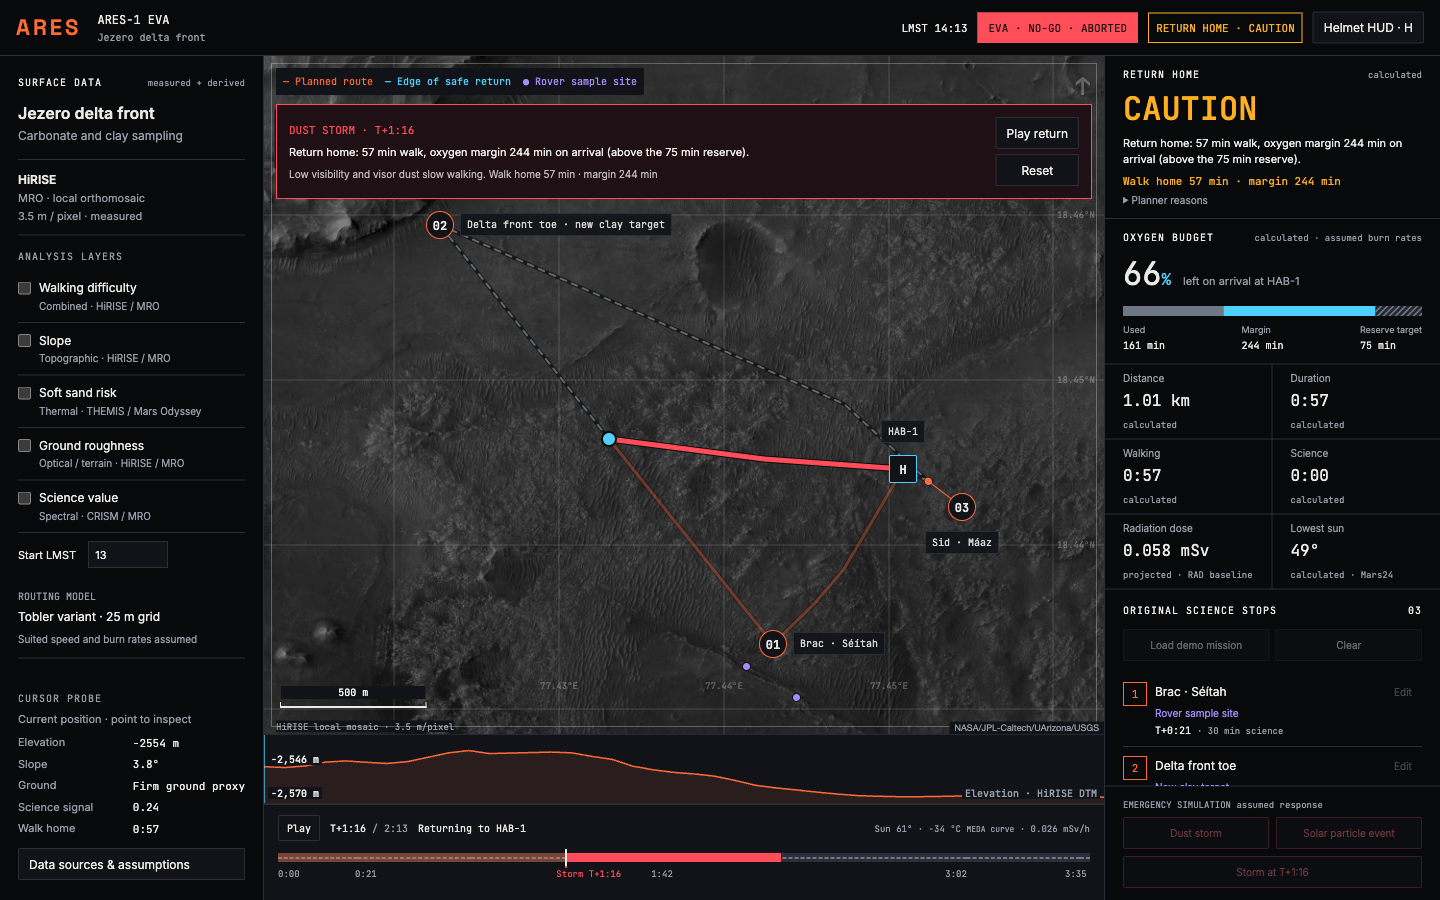 ARES
ARES-1 EVA
Jezero delta front
LMST 14:13
EVA · NO-GO · ABORTED
RETURN HOME · CAUTION
Helmet HUD · H
SURFACE DATA
measured + derived
Jezero delta front
Carbonate and clay sampling
HiRISE
MRO · local orthomosaic
3.5 m / pixel · measured
ANALYSIS LAYERS
Walking difficulty
Combined · HiRISE / MRO
Slope
Topographic · HiRISE / MRO
Soft sand risk
Thermal · THEMIS / Mars Odyssey
Ground roughness
Optical / terrain · HiRISE / MRO
Science value
Spectral · CRISM / MRO
Start LMST
13
ROUTING MODEL
Tobler variant · 25 m grid
Suited speed and burn rates assumed
CURSOR PROBE
Current position · point to inspect
Elevation -2554 m
Slope 3.8°
Ground Firm ground proxy
Science signal 0.24
Walk home 0:57
Data sources & assumptions
— Planned route
— Edge of safe return
Rover sample site
DUST STORM · T+1:16
Return home: 57 min walk, oxygen margin 244 min on arrival (above the 75 min reserve).
Low visibility and visor dust slow walking. Walk home 57 min · margin 244 min
Play return
Reset
02
Delta front toe · new clay target
18.46°N
18.45°N
HAB-1
H
03
Sid · Máaz
18.44°N
01
Brac · Séítah
77.43°E
77.44°E
77.45°E
500 m
HiRISE local mosaic · 3.5 m/pixel
NASA/JPL-Caltech/UArizona/USGS
-2,546 m
-2,570 m
Elevation · HiRISE DTM
Play
T+1:16 / 2:13
Returning to HAB-1
Sun 61° · -34 °C MEDA curve · 0.026 mSv/h
0:00
0:21
Storm T+1:16
1:42
3:02
3:35
RETURN HOME
calculated
CAUTION
Return home: 57 min walk, oxygen margin 244 min on
arrival (above the 75 min reserve).
Walk home 57 min · margin 244 min
Planner reasons
OXYGEN BUDGET
calculated · assumed burn rates
66%
left on arrival at HAB-1
Used
Margin
Reserve target
161 min
244 min
75 min
Distance
Duration
1.01 km
0:57
calculated
calculated
Walking
Science
0:57
0:00
calculated
calculated
Radiation dose
Lowest sun
0.058 mSv
49°
projected · RAD baseline
calculated · Mars24
ORIGINAL SCIENCE STOPS
03
Load demo mission
Clear
1
Brac · Séítah
Edit
Rover sample site
T+0:21 · 30 min science
2
Delta front toe
Edit
EMERGENCY SIMULATION assumed response
Dust storm
Solar particle event
Storm at T+1:16